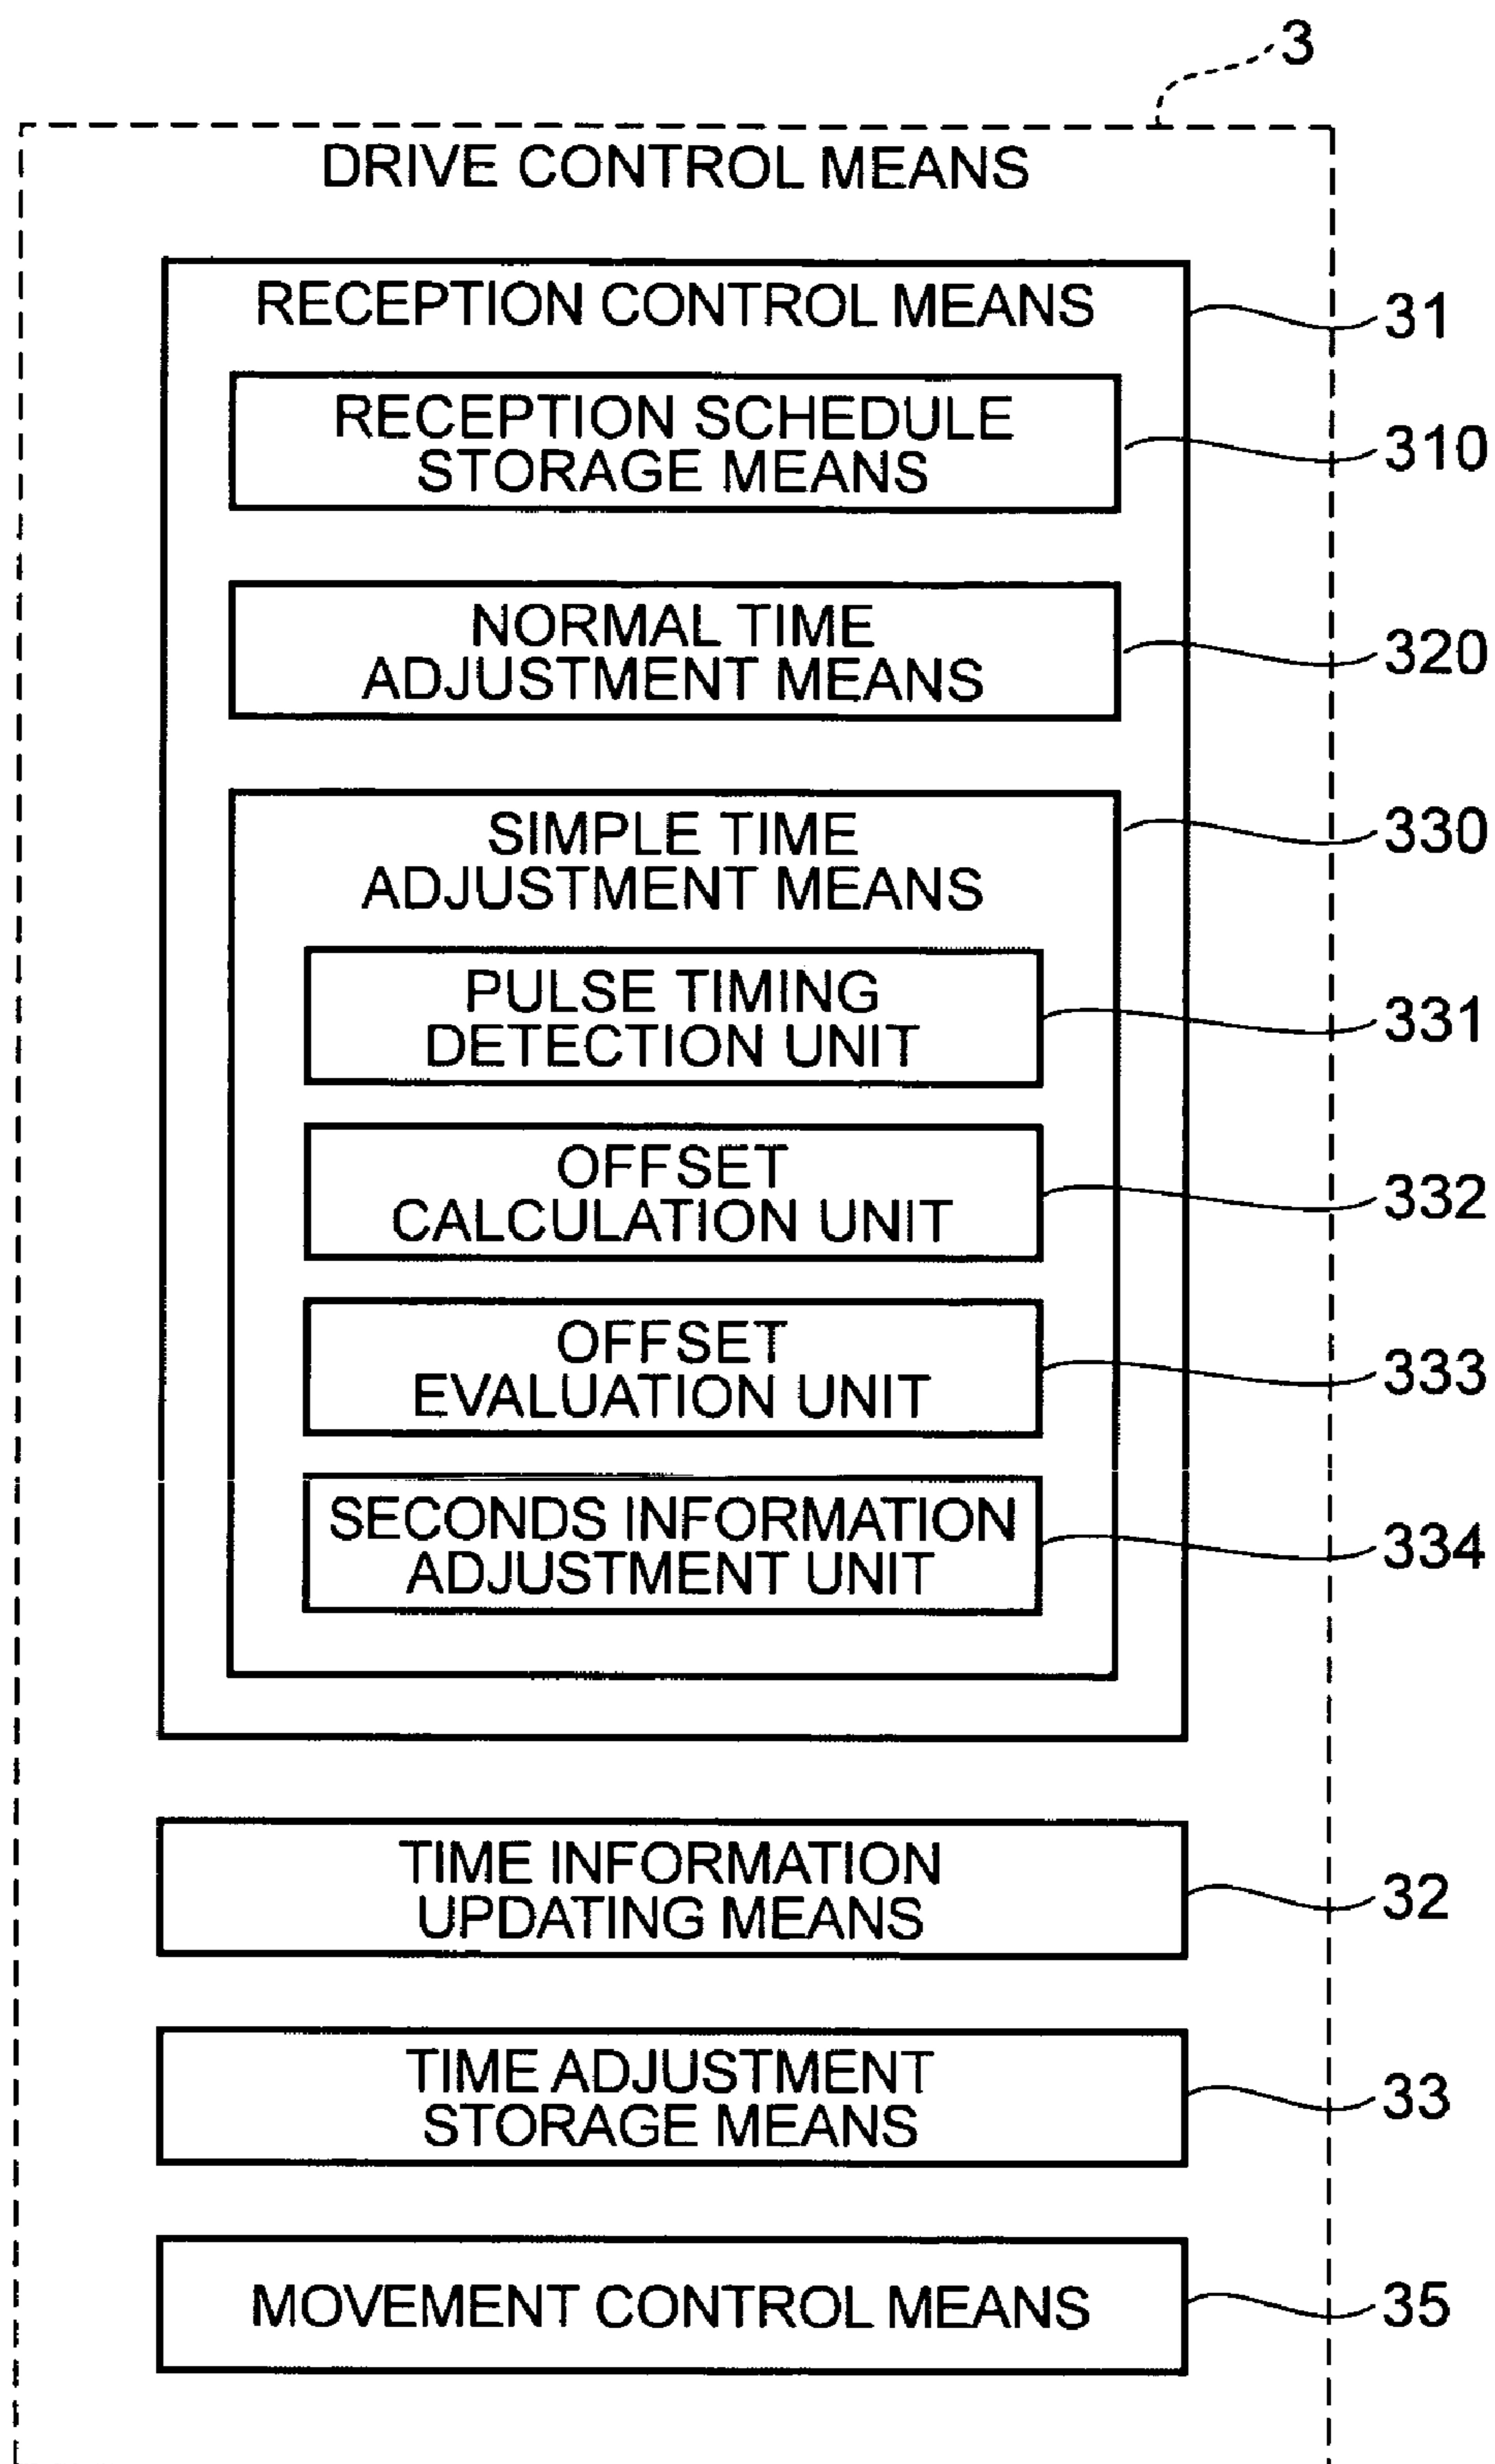 3
DRIVE CONTROL MEANS
RECEPTION CONTROL MEANS
31
RECEPTION SCHEDULE
STORAGE MEANS
310
NORMAL TIME
ADJUSTMENT MEANS
320
SIMPLE TIME
ADJUSTMENT MEANS
330
PULSE TIMING
DETECTION UNIT
331
OFFSET
CALCULATION UNIT
332
OFFSET
EVALUATION UNIT
333
SECONDS INFORMATION
ADJUSTMENT UNIT
334
TIME INFORMATION
UPDATING MEANS
32
TIME ADJUSTMENT
STORAGE MEANS
33
MOVEMENT CONTROL MEANS
35